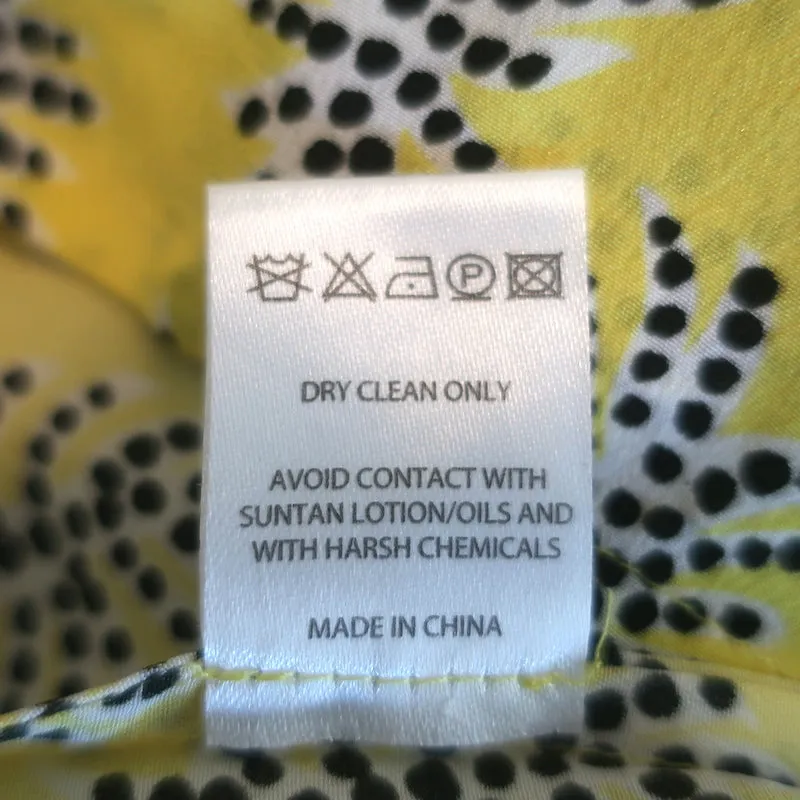 P
DRY CLEAN ONLY
AVOID CONTACT WITH
SUNTAN LOTION/OILS AND
WITH HARSH CHEMICALS
MADE IN CHINA